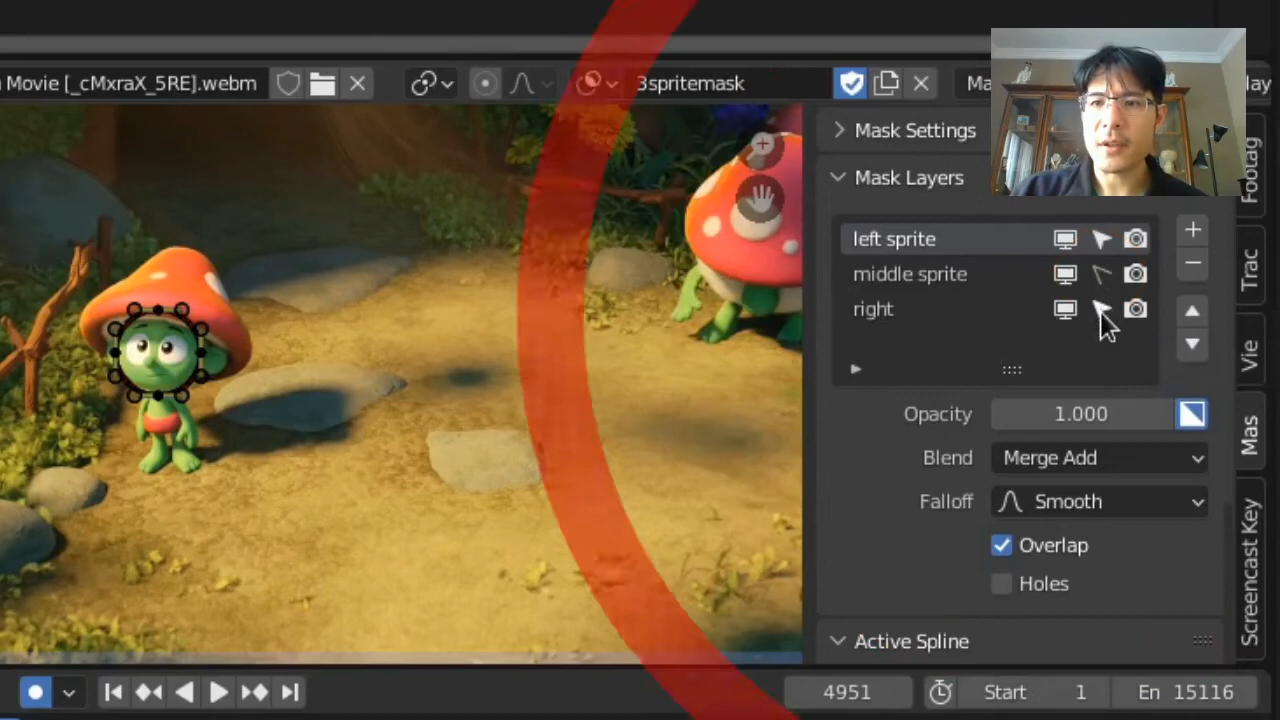 Movie [_cMxraX_5RE].webm
3spritemask
Ma
lay
Mask Settings
Mask Layers
left sprite
middle sprite
right
Opacity
1.000
Blend
Merge Add
Falloff
Smooth
Overlap
Holes
Active Spline
Footag
Trac
Vie
Mas
Screencast Key
4951
Start
1
En
15116